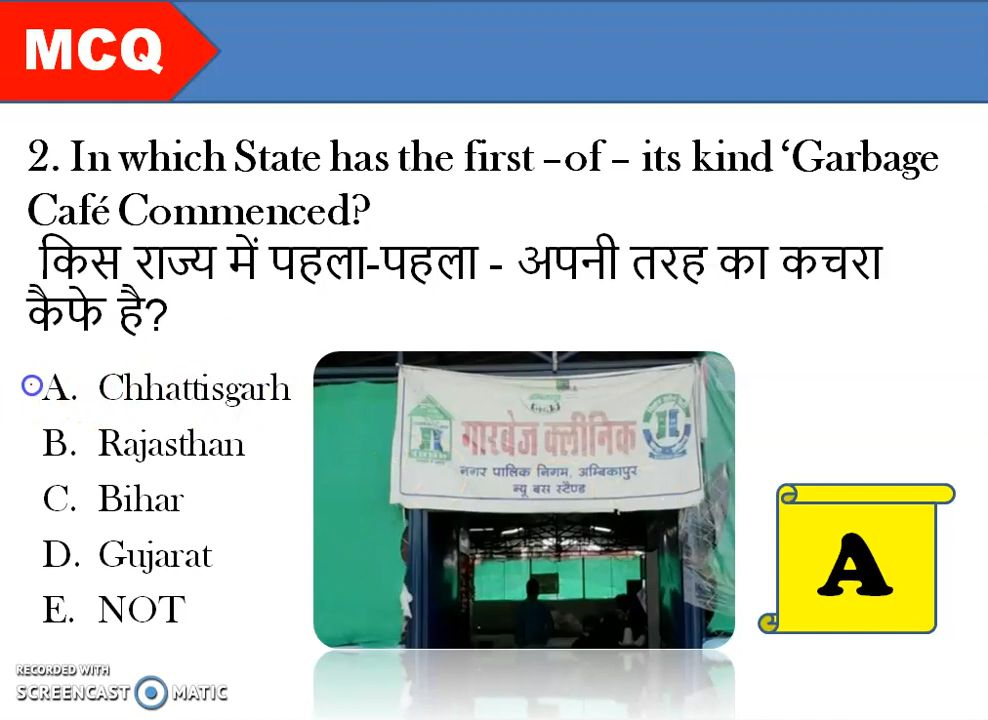 MCQ
2. In which State has the first –of – its kind ‘Garbage
Café Commenced?
किस राज्य में पहला-पहला - अपनी तरह का कचरा
कैफे है?
A. Chhattisgarh
B. Rajasthan
C. Bihar
D. Gujarat
E. NOT
गारबेज क्लीनिक
नगर पालिक निगम, अम्बिकापुर
न्यू बस स्टैण्ड
A
RECORDED WITH
SCREENCAST MATIC